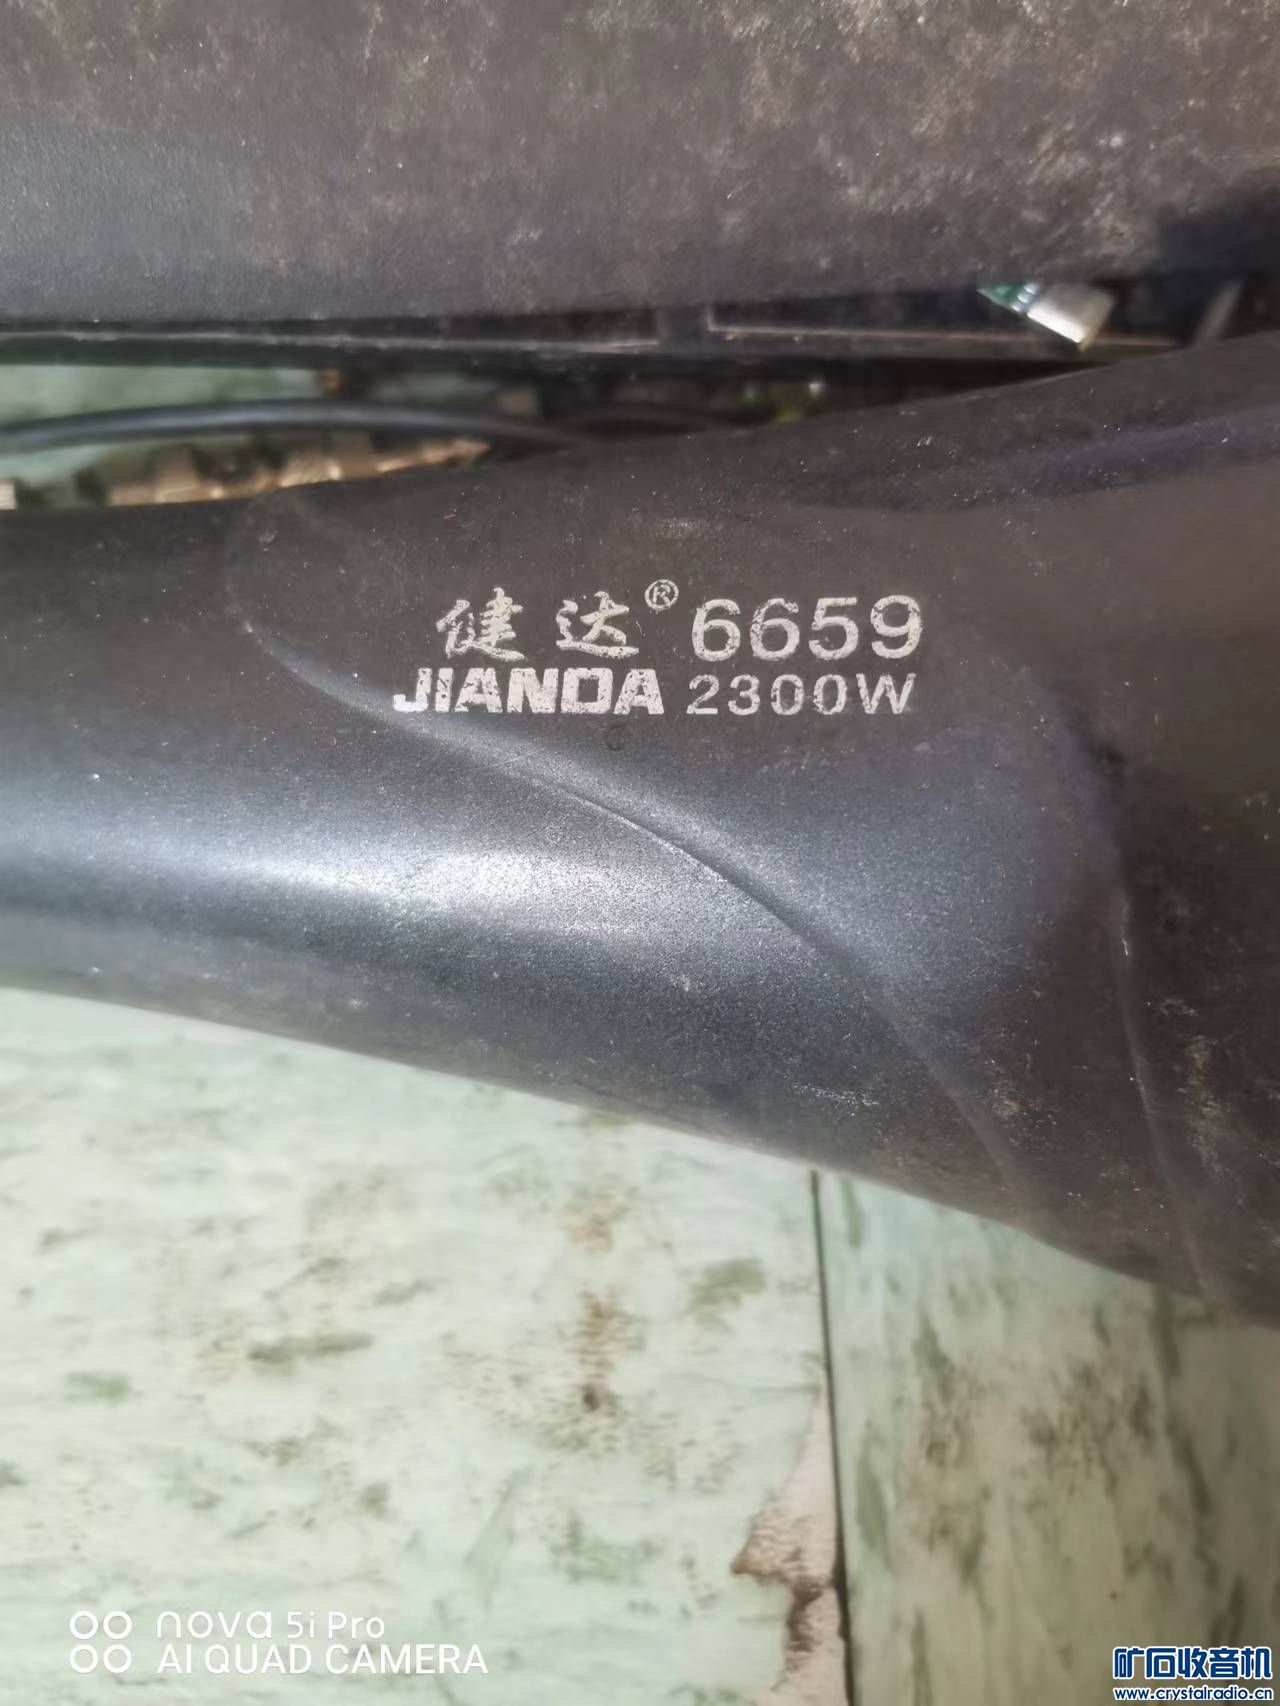 健达® 6659
JIANDA 2300W
nova 5i Pro
AI QUAD CAMERA
矿石收音机
www.crystalradio.cn